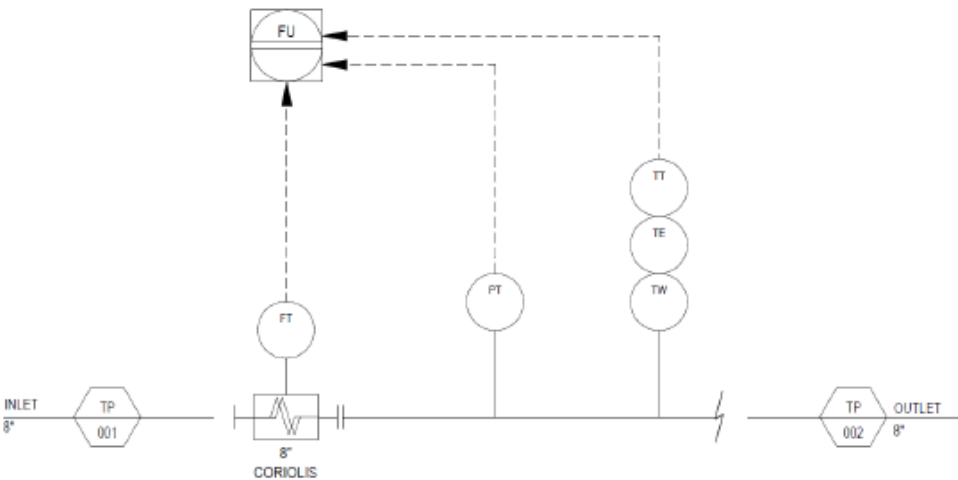 FU
TT
TE
TW
PT
FT
INLET
8"
TP
001
8"
CORIOLIS
TP
002
OUTLET
8"